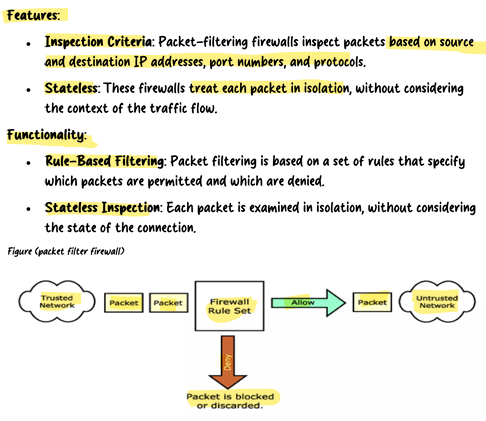 Features:
• Inspection Criteria: Packet-filtering firewalls inspect packets based on source
and destination IP addresses, port numbers, and protocols.
• Stateless: These firewalls treat each packet in isolation, without considering
the context of the traffic flow.
Functionality:
• Rule-Based Filtering: Packet filtering is based on a set of rules that specify
which packets are permitted and which are denied.
• Stateless Inspection: Each packet is examined in isolation, without considering
the state of the connection.
Figure (packet filter firewall)
Trusted
Network
Packet
Packet
Firewall
Rule Set
Allow
Packet
Untrusted
Network
Deny
Packet is blocked
or discarded.